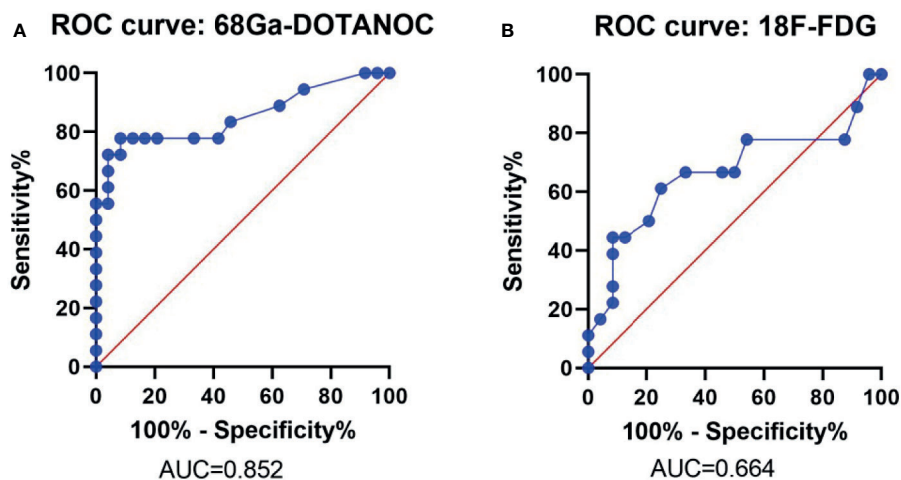 A ROC curve: 68Ga-DOTANOC
Sensitivity%
100
80
60
40
20
0
0 20 40 60 80 100
100% - Specificity%
AUC=0.852
B ROC curve: 18F-FDG
Sensitivity%
100
80
60
40
20
0
0 20 40 60 80 100
100% - Specificity%
AUC=0.664